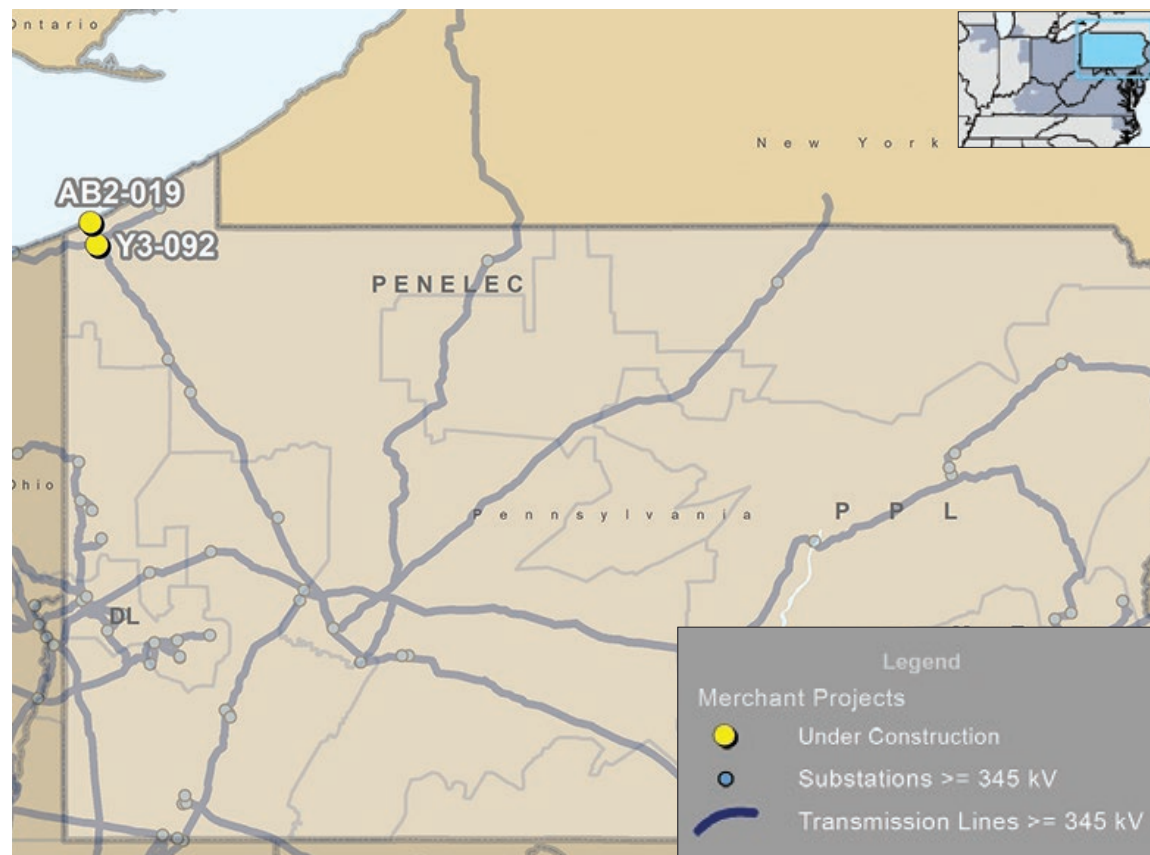 Ontario
New York
AB2-019
Y3-092
PENELEC
Ohio
Pennsylvania
PPL
DL
Legend
Merchant Projects
Under Construction
Substations >= 345 kV
Transmission Lines >= 345 kV